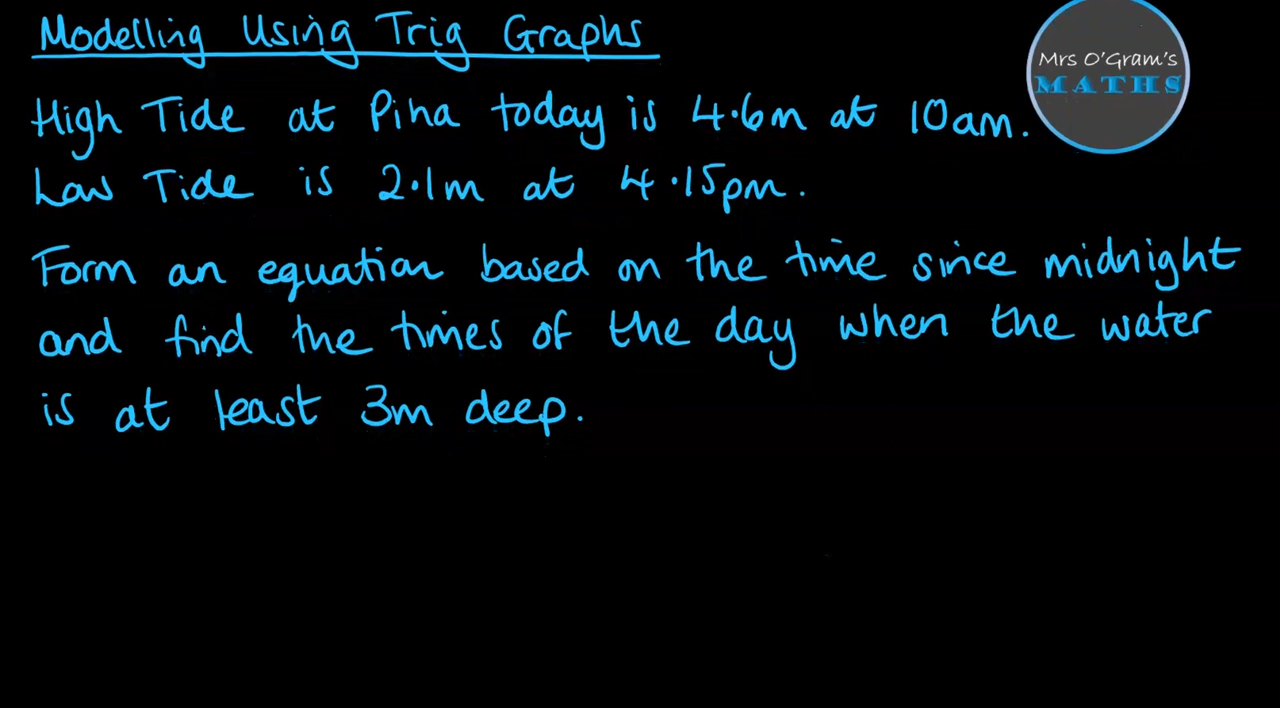 Modelling Using Trig Graphs
Mrs O'Gram's
MATHS
High Tide at Piha today is 4.6m at 10am.
Low Tide is 2.1m at 4.15pm.
Form an equation based on the time since midnight
and find the times of the day when the water
is at least 3m deep.